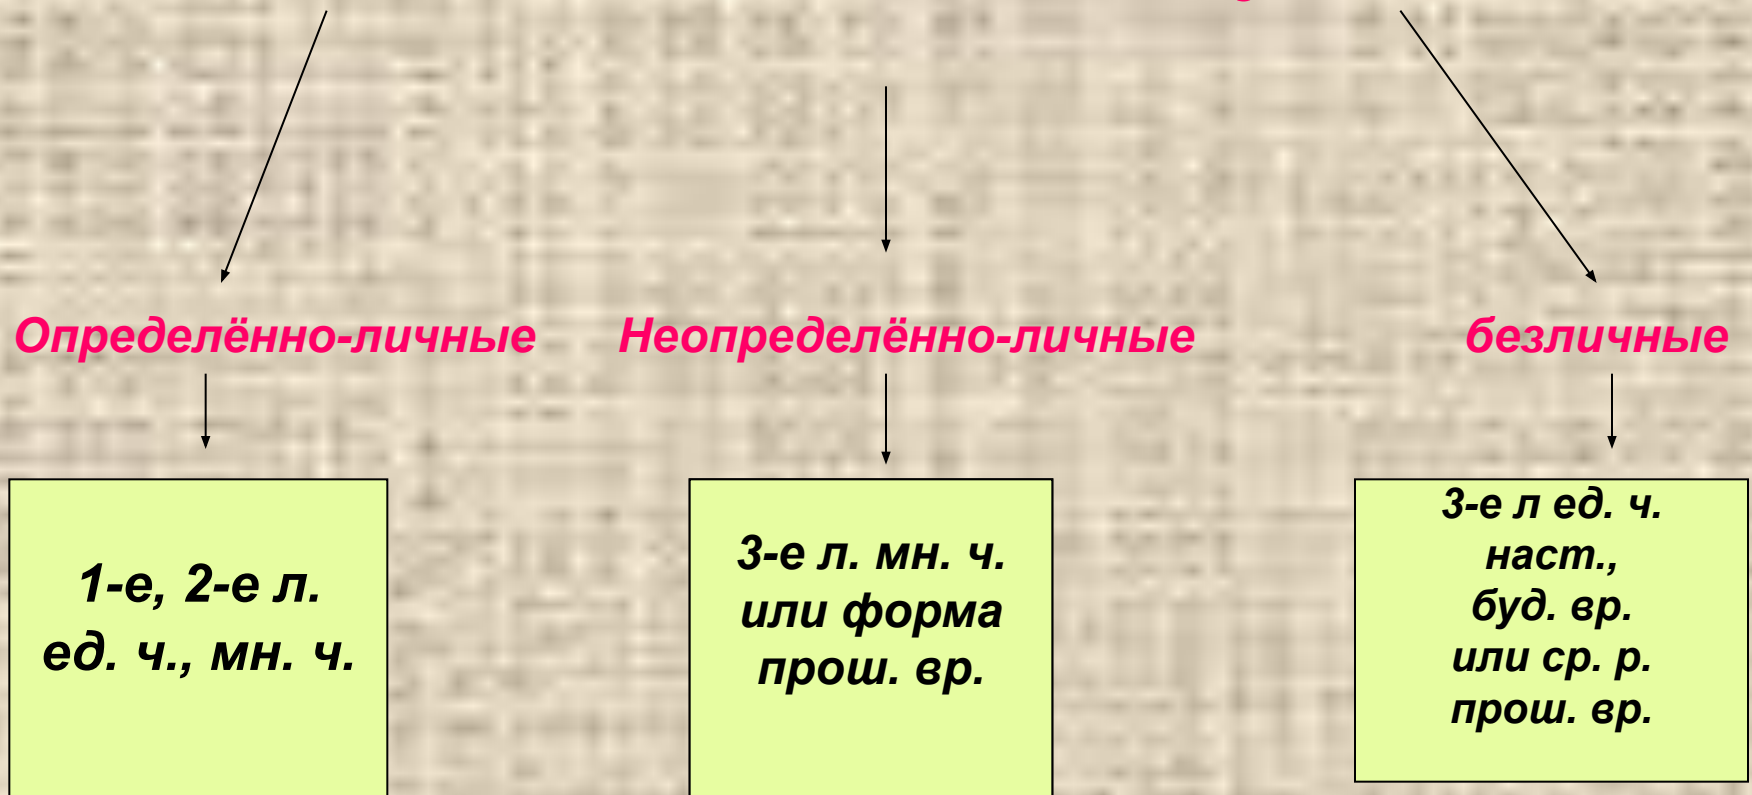 Определённо-личные
Неопределённо-личные
безличные
1-е, 2-е л.
ед. ч., мн. ч.
3-е л. мн. ч.
или форма
прош. вр.
3-е л ед. ч.
наст.,
буд. вр.
или ср. р.
прош. вр.